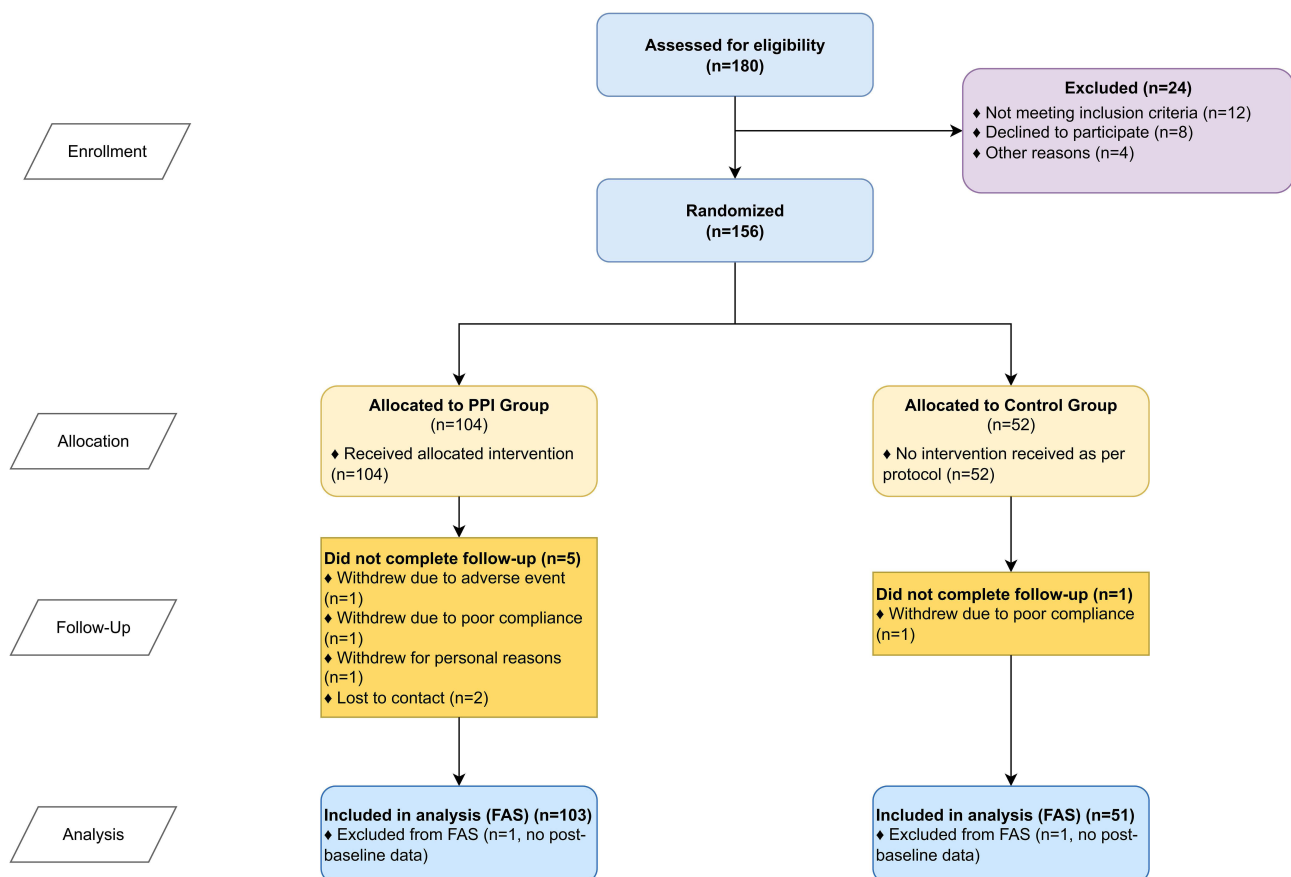 Assessed for eligibility
(n=180)
Excluded (n=24)
♦ Not meeting inclusion criteria (n=12)
♦ Declined to participate (n=8)
♦ Other reasons (n=4)
Enrollment
Randomized
(n=156)
Allocation
Allocated to PPI Group
(n=104)
♦ Received allocated intervention
(n=104)
Allocated to Control Group
(n=52)
♦ No intervention received as per
protocol (n=52)
Follow-Up
Did not complete follow-up (n=5)
♦ Withdrew due to adverse event
(n=1)
♦ Withdrew due to poor compliance
(n=1)
♦ Withdrew for personal reasons
(n=1)
♦ Lost to contact (n=2)
Did not complete follow-up (n=1)
♦ Withdrew due to poor compliance
(n=1)
Analysis
Included in analysis (FAS) (n=103)
♦ Excluded from FAS (n=1, no post-
baseline data)
Included in analysis (FAS) (n=51)
♦ Excluded from FAS (n=1, no post-
baseline data)